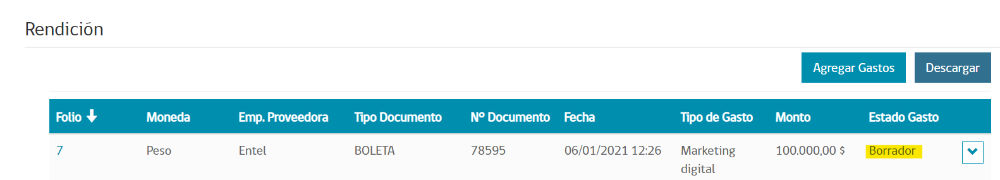 Rendición
Agregar Gastos Descargar
Folio Moneda Emp. Proveedora Tipo Documento Nº Documento Fecha Tipo de Gasto Monto Estado Gasto
7 Peso Entel BOLETA 78595 06/01/2021 12:26 Marketing 100.000,00 $ Borrador
digital